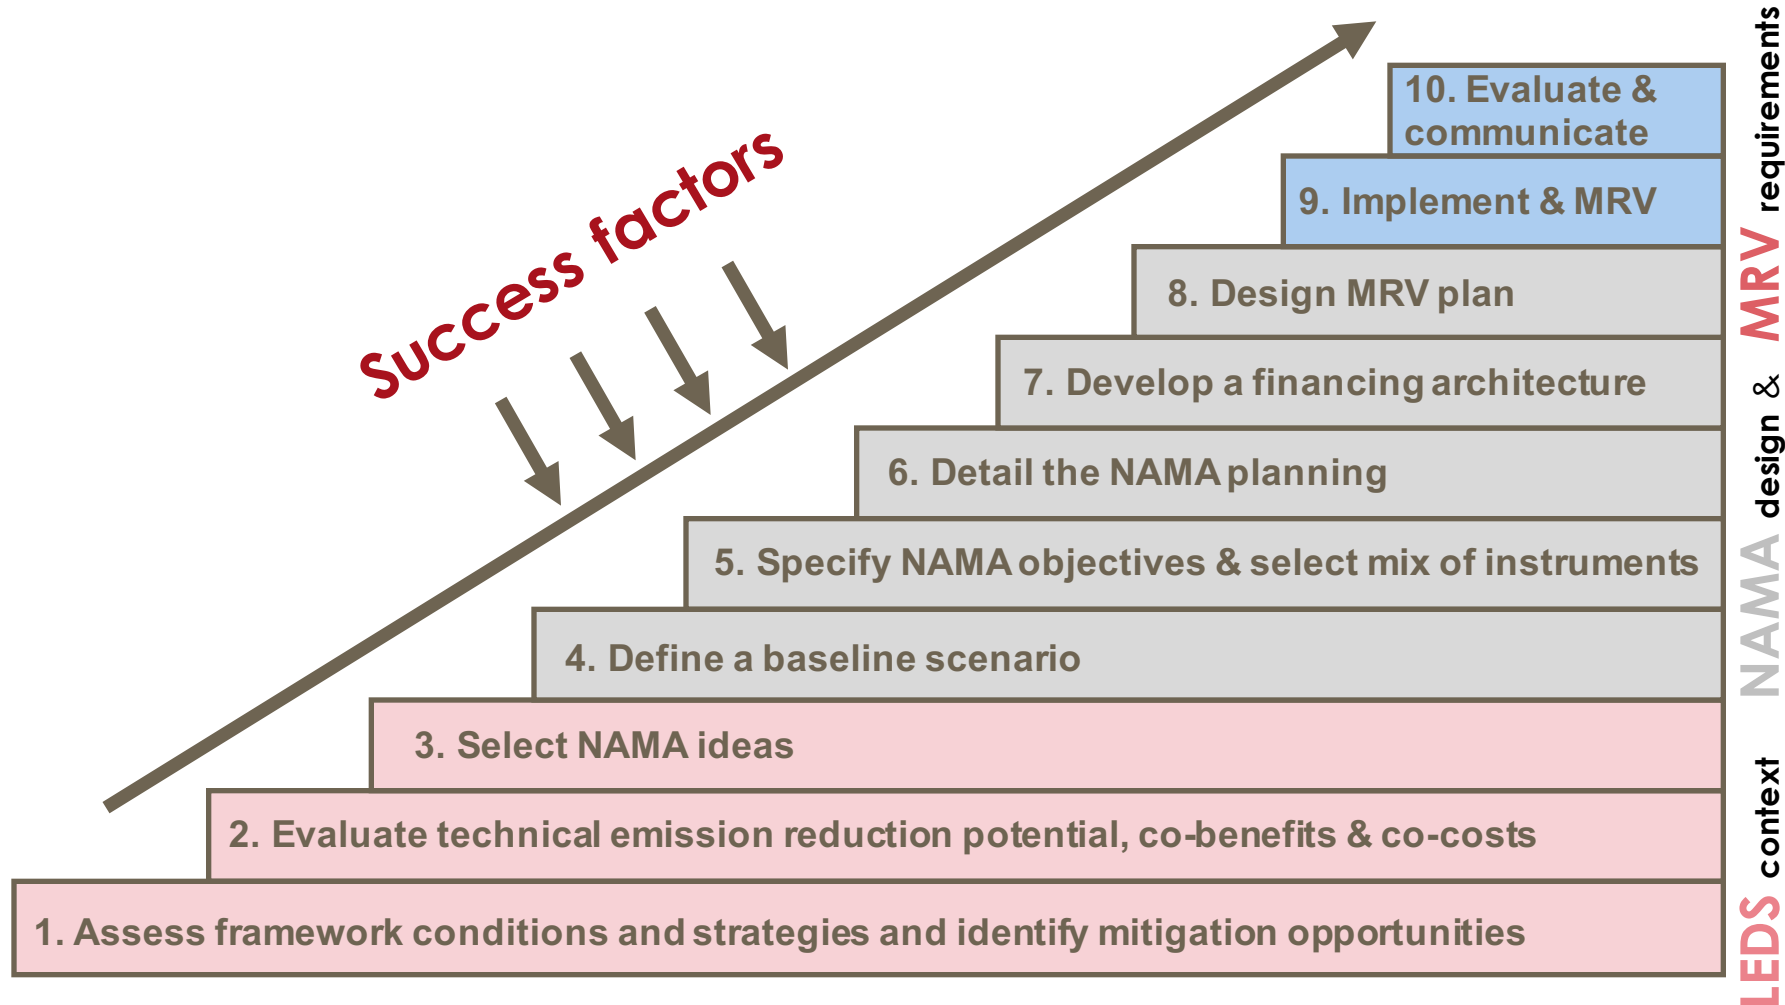 Success factors
10. Evaluate &
communicate
9. Implement & MRV
8. Design MRV plan
7. Develop a financing architecture
6. Detail the NAMA planning
5. Specify NAMA objectives & select mix of instruments
4. Define a baseline scenario
3. Select NAMA ideas
2. Evaluate technical emission reduction potential, co-benefits & co-costs
1. Assess framework conditions and strategies and identify mitigation opportunities
LEDS context NAMA design & MRV requirements